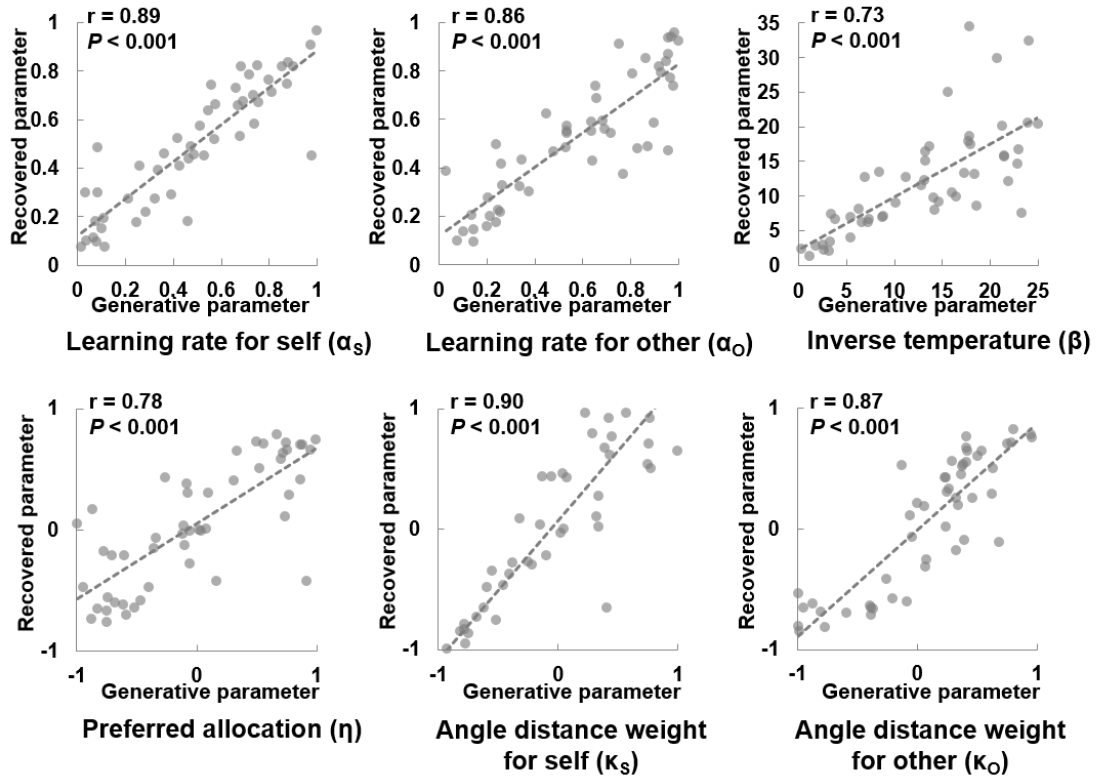 r = 0.89
P < 0.001
Recovered parameter
1
0.8
0.6
0.4
0.2
0
0 0.2 0.4 0.6 0.8 1
Generative parameter
Learning rate for self (αS)
r = 0.86
P < 0.001
Recovered parameter
1
0.8
0.6
0.4
0.2
0
0 0.2 0.4 0.6 0.8 1
Generative parameter
Learning rate for other (αO)
r = 0.73
P < 0.001
Recovered parameter
35
30
25
20
15
10
5
0
0 5 10 15 20 25
Generative parameter
Inverse temperature (β)
r = 0.78
P < 0.001
Recovered parameter
1
0
-1
-1 0 1
Generative parameter
Preferred allocation (η)
r = 0.90
P < 0.001
Recovered parameter
1
0
-1
-1 0 1
Generative parameter
Angle distance weight
for self (κS)
r = 0.87
P < 0.001
Recovered parameter
1
0
-1
-1 0 1
Generative parameter
Angle distance weight
for other (κO)